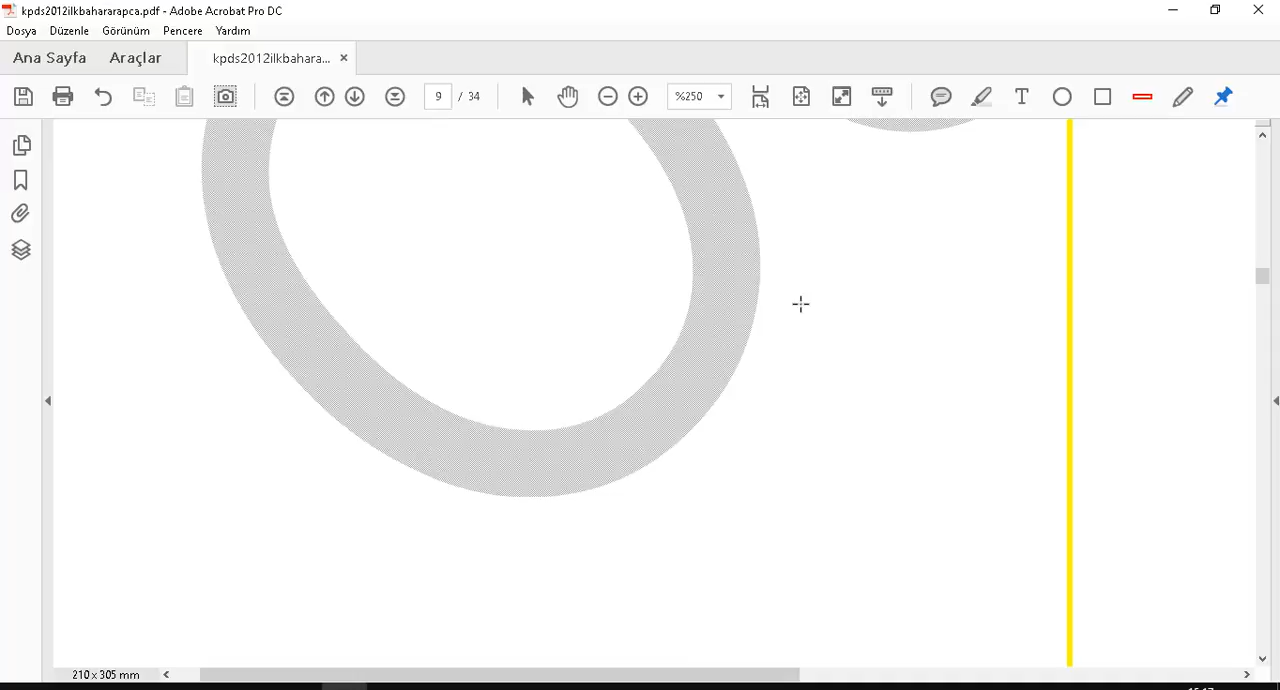 kpds2012ilkbahararapca.pdf - Adobe Acrobat Pro DC
Dosya Düzenle Görünüm Pencere Yardım
Ana Sayfa Araçlar kpds2012ilkbahara... ×
9 / 34 %250
210 x 305 mm